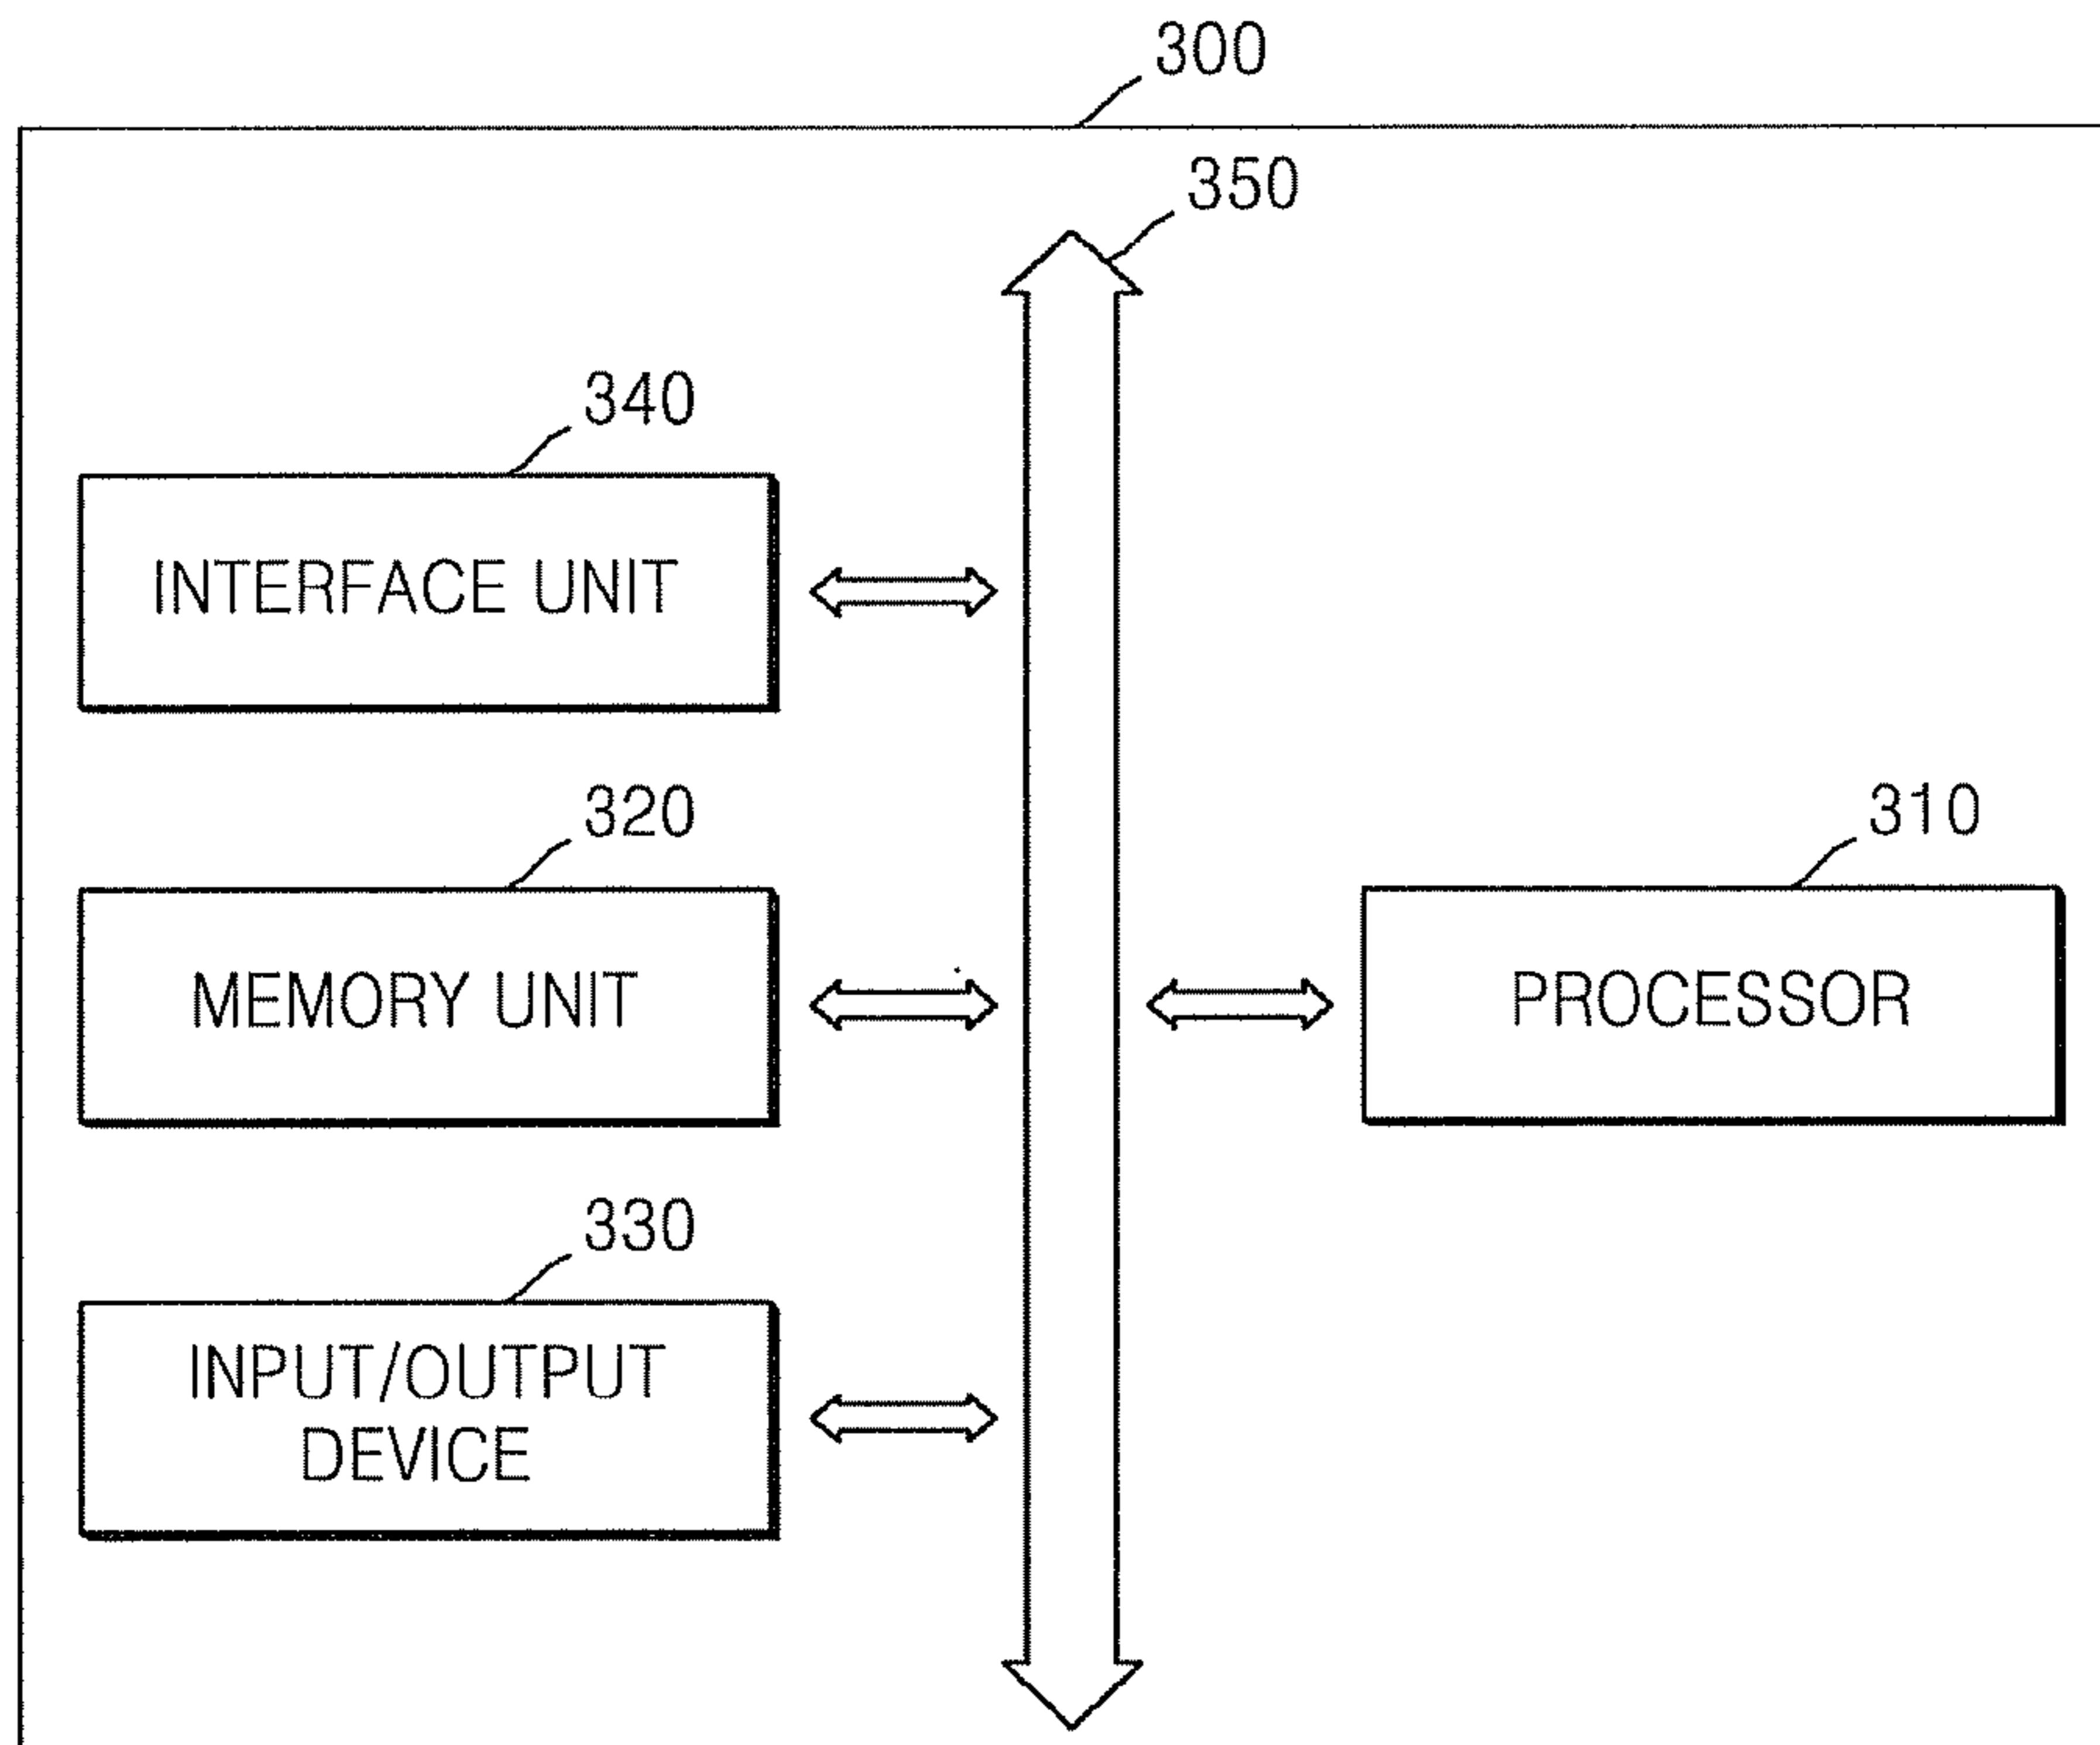 300
350
340
INTERFACE UNIT
320
310
MEMORY UNIT
PROCESSOR
330
INPUT/OUTPUT
DEVICE